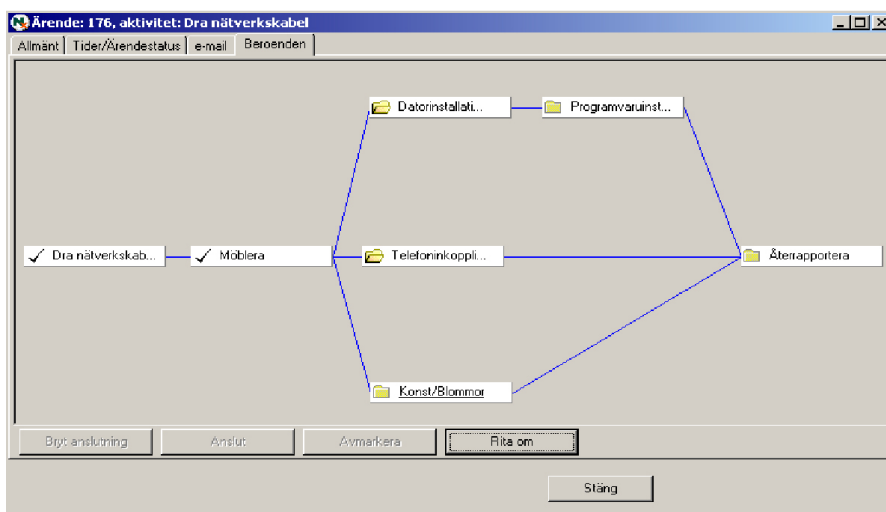 Ärende: 176, aktivitet: Dra nätverkskabel
Allmänt Tider/Ärendestatus e-mail Beroenden
Datorinstallati... Programvaruinst...
Dra nätverkskab... Möblera Telefoninkoppli... Återrapportera
Konst/Blommor
Bryt anslutning Anslut Avmarkera Rita om
Stäng